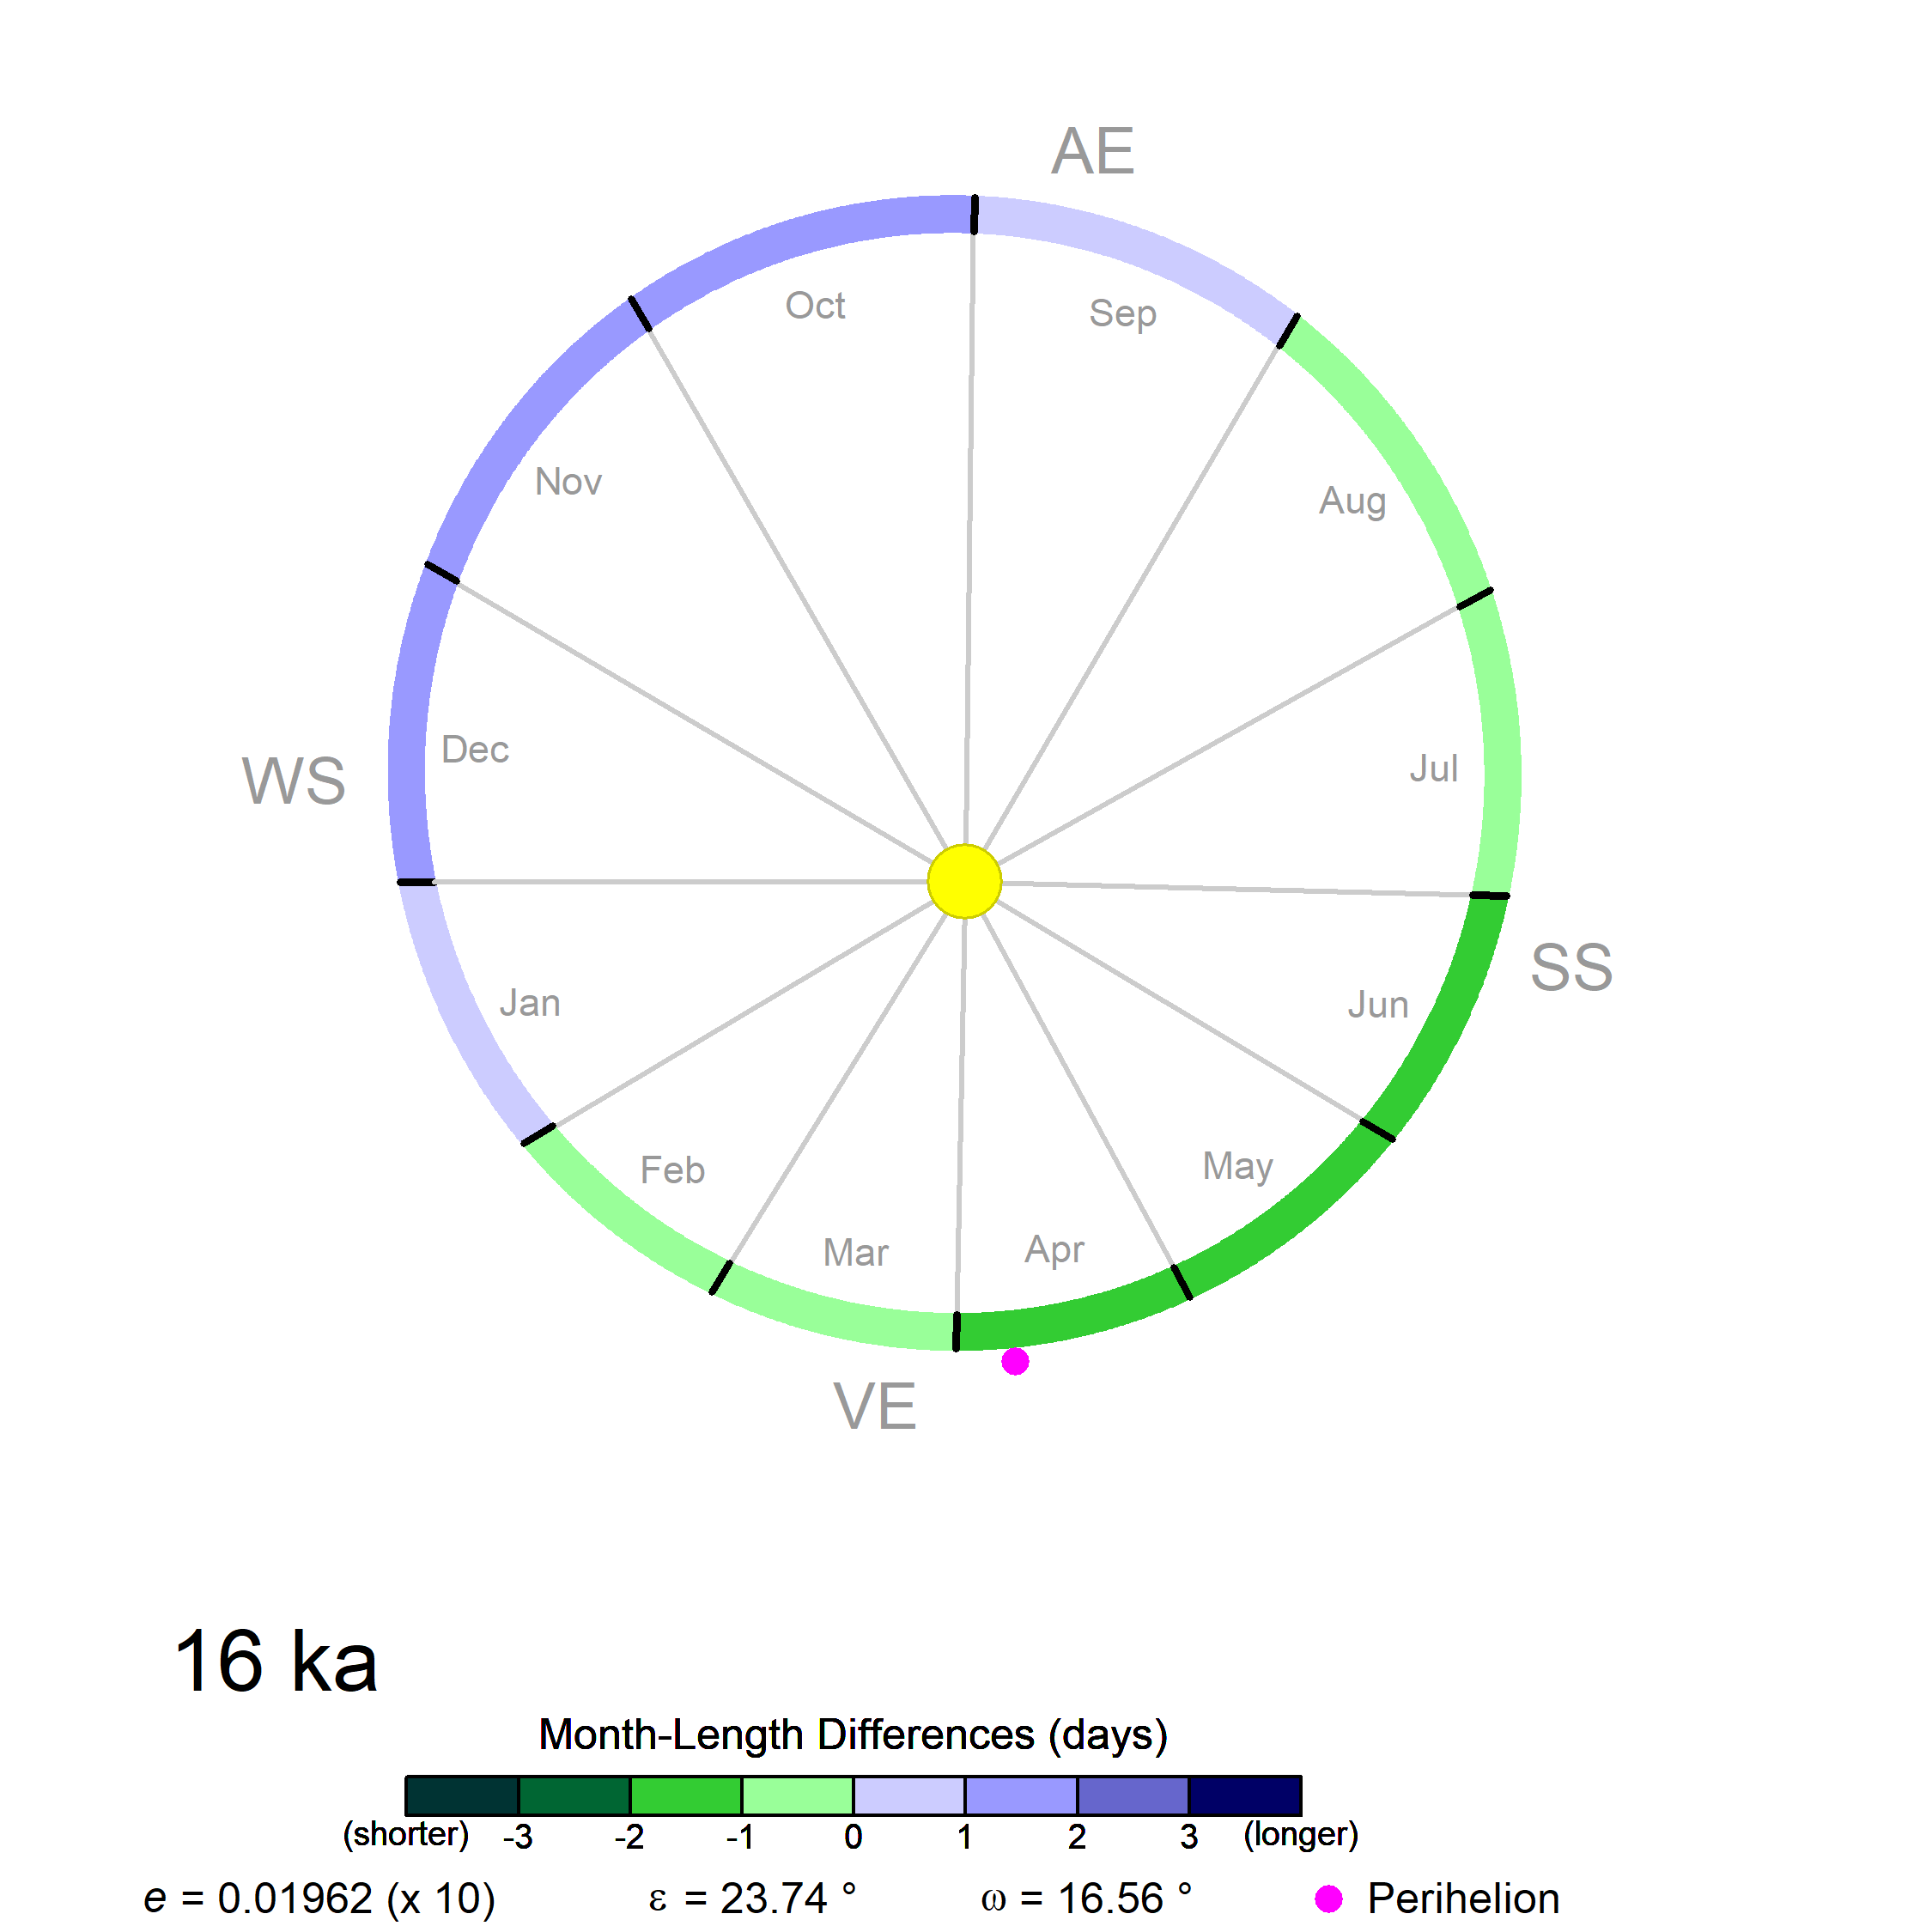 AE
Oct
Sep
Nov
Aug
WS
Dec
Jul
SS
Jan
Jun
Feb
May
Mar
Apr
VE
16 ka
Month-Length Differences (days)
(shorter) -3 -2 -1 0 1 2 3 (longer)
e = 0.01962 (x 10) ε = 23.74 ° ω = 16.56 ° Perihelion